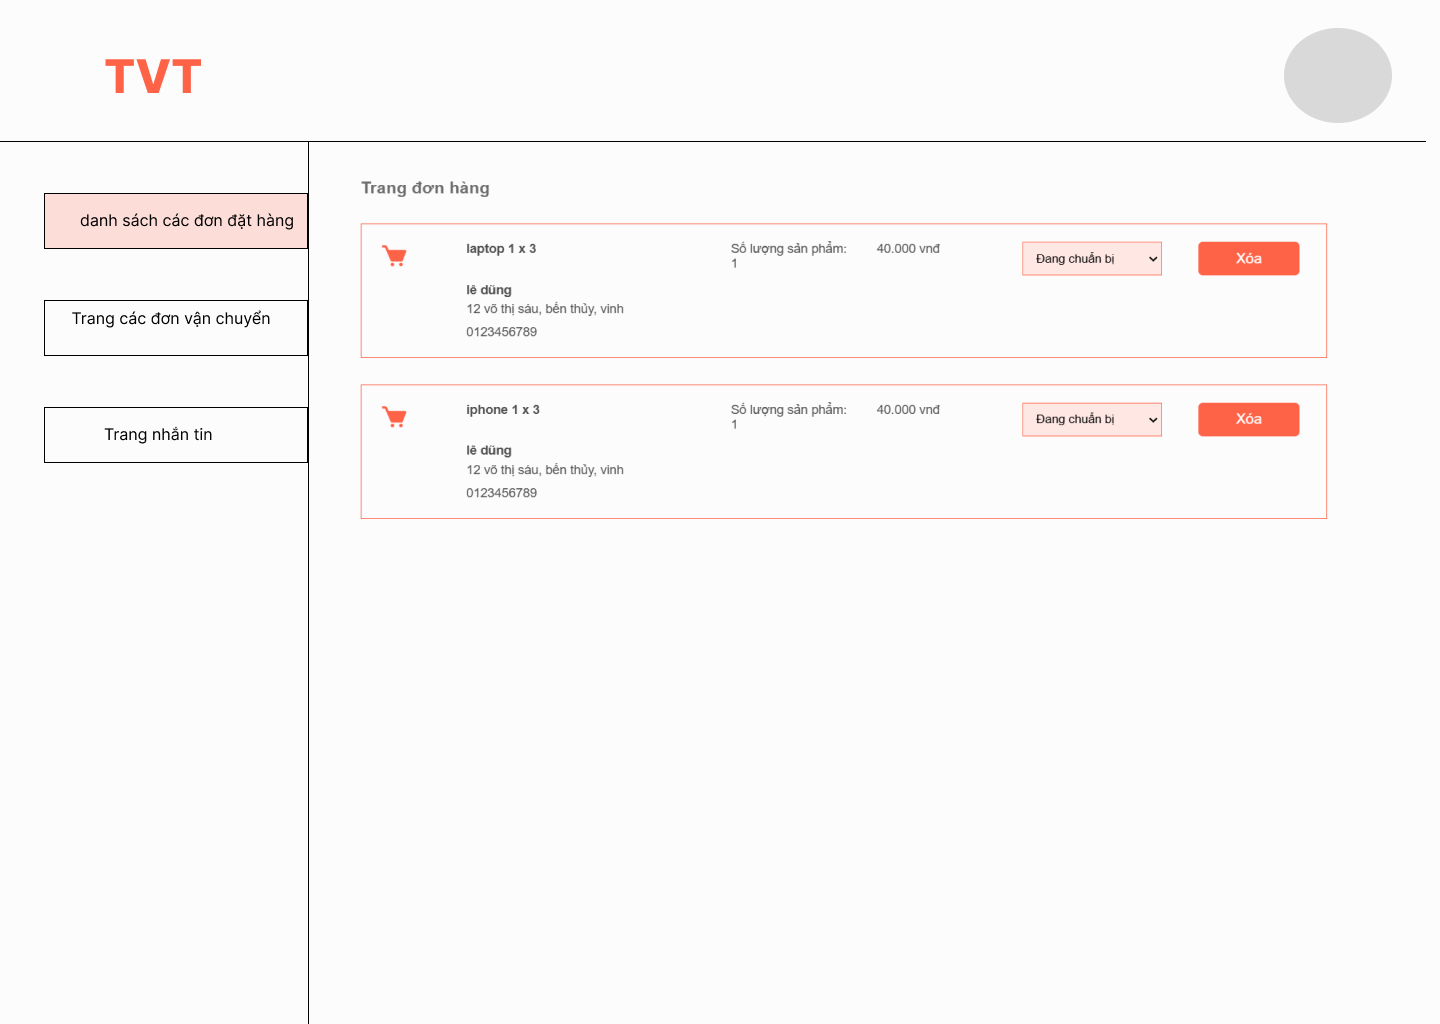 TVT
danh sách các đơn đặt hàng
Trang các đơn vận chuyển
Trang nhắn tin
Trang đơn hàng
laptop 1 x 3
Số lượng sản phẩm:
1
40.000 vnđ
Đang chuẩn bị
Xóa
lê dũng
12 võ thị sáu, bến thủy, vinh
0123456789
iphone 1 x 3
Số lượng sản phẩm:
1
40.000 vnđ
Đang chuẩn bị
Xóa
lê dũng
12 võ thị sáu, bến thủy, vinh
0123456789